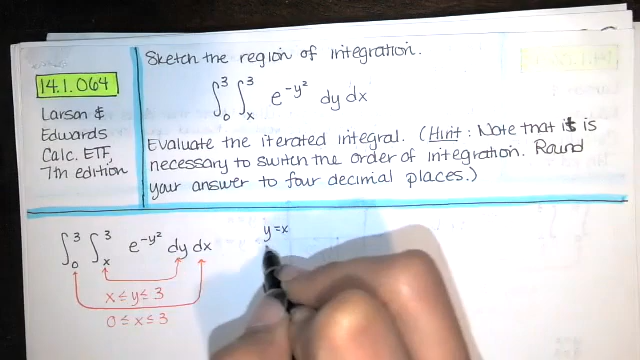 Sketch the region of integration.
14.1.064
∫₀³ ∫ₓ³ e^(-y²) dy dx
Larson &
Edwards
Calc. ETF,
7th edition
Evaluate the iterated integral. (Hint: Note that it is
necessary to switch the order of integration. Round
your answer to four decimal places.)
∫₀³ ∫ₓ³ e^(-y²) dy dx
y=x
x ≤ y ≤ 3
0 ≤ x ≤ 3